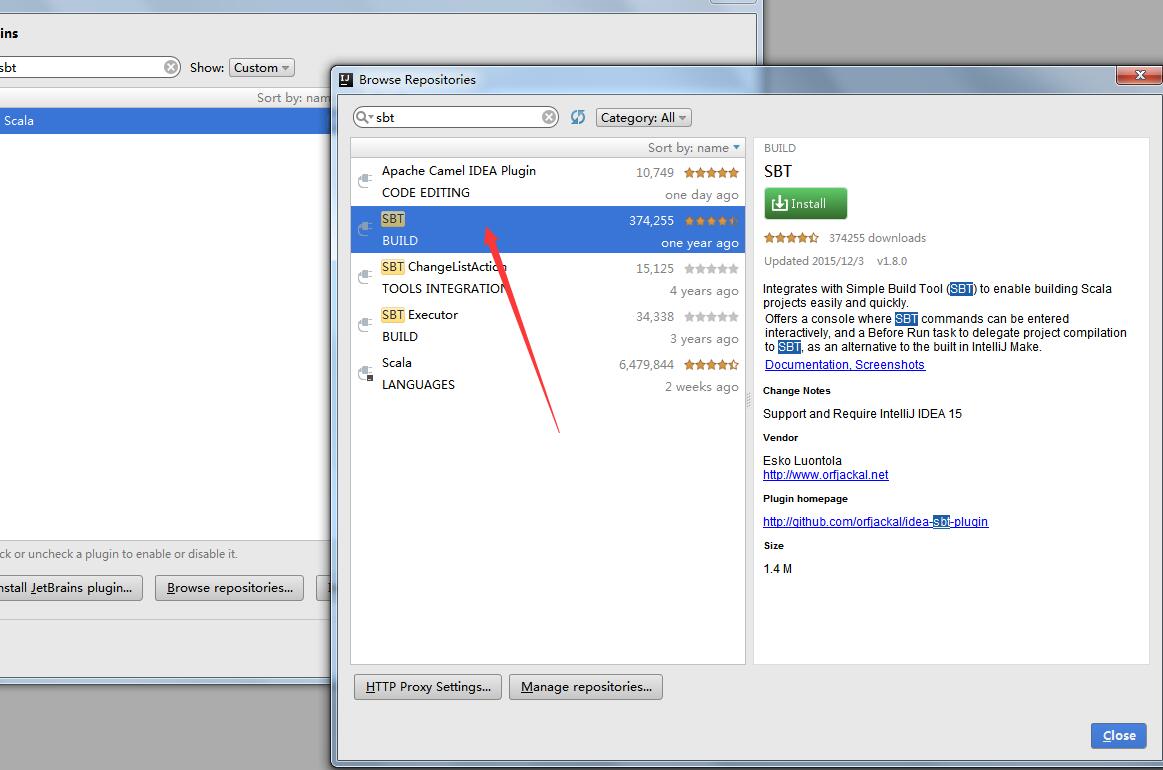 ins
sbt
Show: Custom
Sort by: nam
Scala
ck or uncheck a plugin to enable or disable it.
nstall JetBrains plugin...
Browse repositories...
Browse Repositories
sbt
Category: All
Sort by: name
Apache Camel IDEA Plugin
10,749
CODE EDITING
one day ago
SBT
374,255
BUILD
one year ago
SBT ChangeListAction
15,125
TOOLS INTEGRATION
4 years ago
SBT Executor
34,338
BUILD
3 years ago
Scala
6,479,844
LANGUAGES
2 weeks ago
HTTP Proxy Settings...
Manage repositories...
BUILD
SBT
Install
374255 downloads
Updated 2015/12/3 v1.8.0
Integrates with Simple Build Tool (SBT) to enable building Scala
projects easily and quickly.
Offers a console where SBT commands can be entered
interactively, and a Before Run task to delegate project compilation
to SBT, as an alternative to the built in IntelliJ Make.
Documentation, Screenshots
Change Notes
Support and Require IntelliJ IDEA 15
Vendor
Esko Luontola
http://www.orfjackal.net
Plugin homepage
http://github.com/orfjackal/idea-sbt-plugin
Size
1.4 M
Close